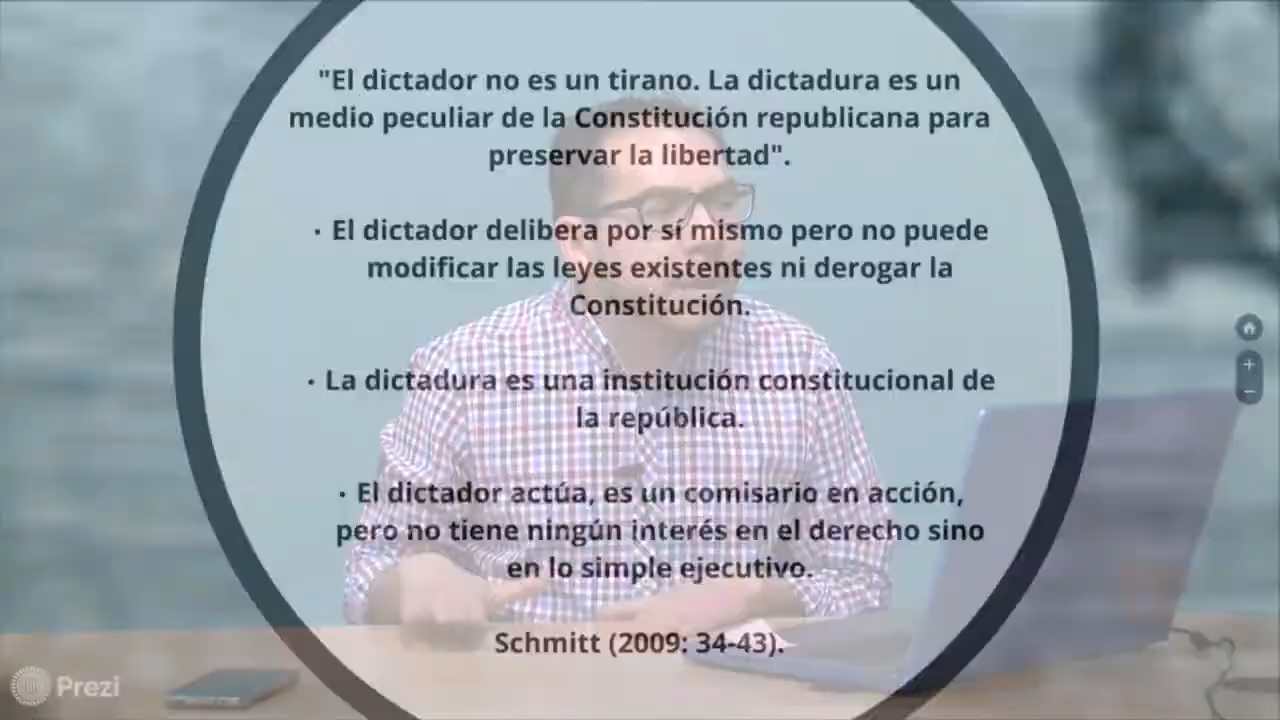 "El dictador no es un tirano. La dictadura es un
medio peculiar de la Constitución republicana para
preservar la libertad".
· El dictador delibera por sí mismo pero no puede
modificar las leyes existentes ni derogar la
Constitución.
· La dictadura es una institución constitucional de
la república.
· El dictador actúa, es un comisario en acción,
pero no tiene ningún interés en el derecho sino
en lo simple ejecutivo.
Schmitt (2009: 34-43).
Prezi